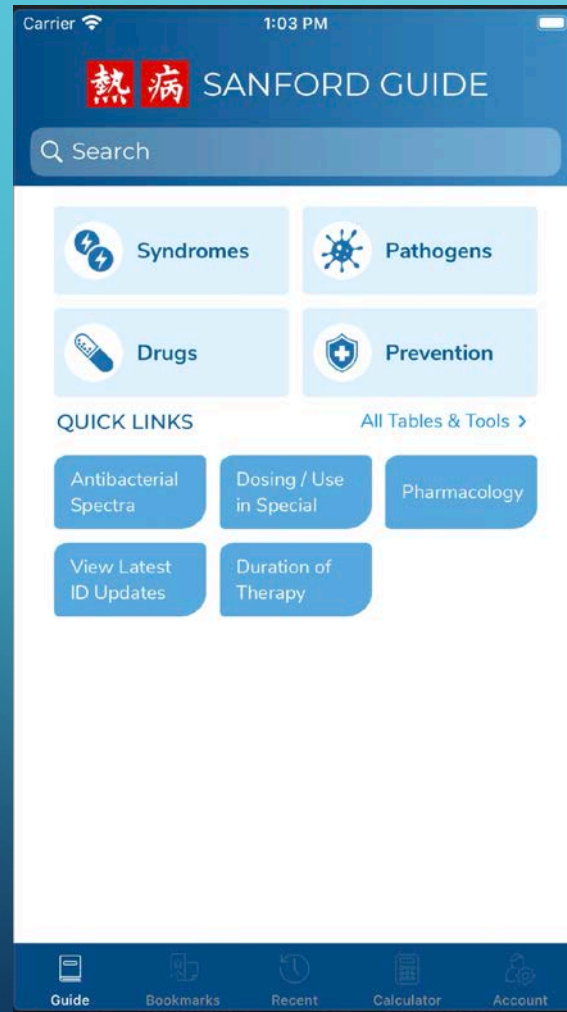 Carrier 1:03 PM
熱病 SANFORD GUIDE
Search
Syndromes
Pathogens
Drugs
Prevention
QUICK LINKS
All Tables & Tools >
Antibacterial
Spectra
Dosing / Use
in Special
Pharmacology
View Latest
ID Updates
Duration of
Therapy
Guide
Bookmarks
Recent
Calculator
Account